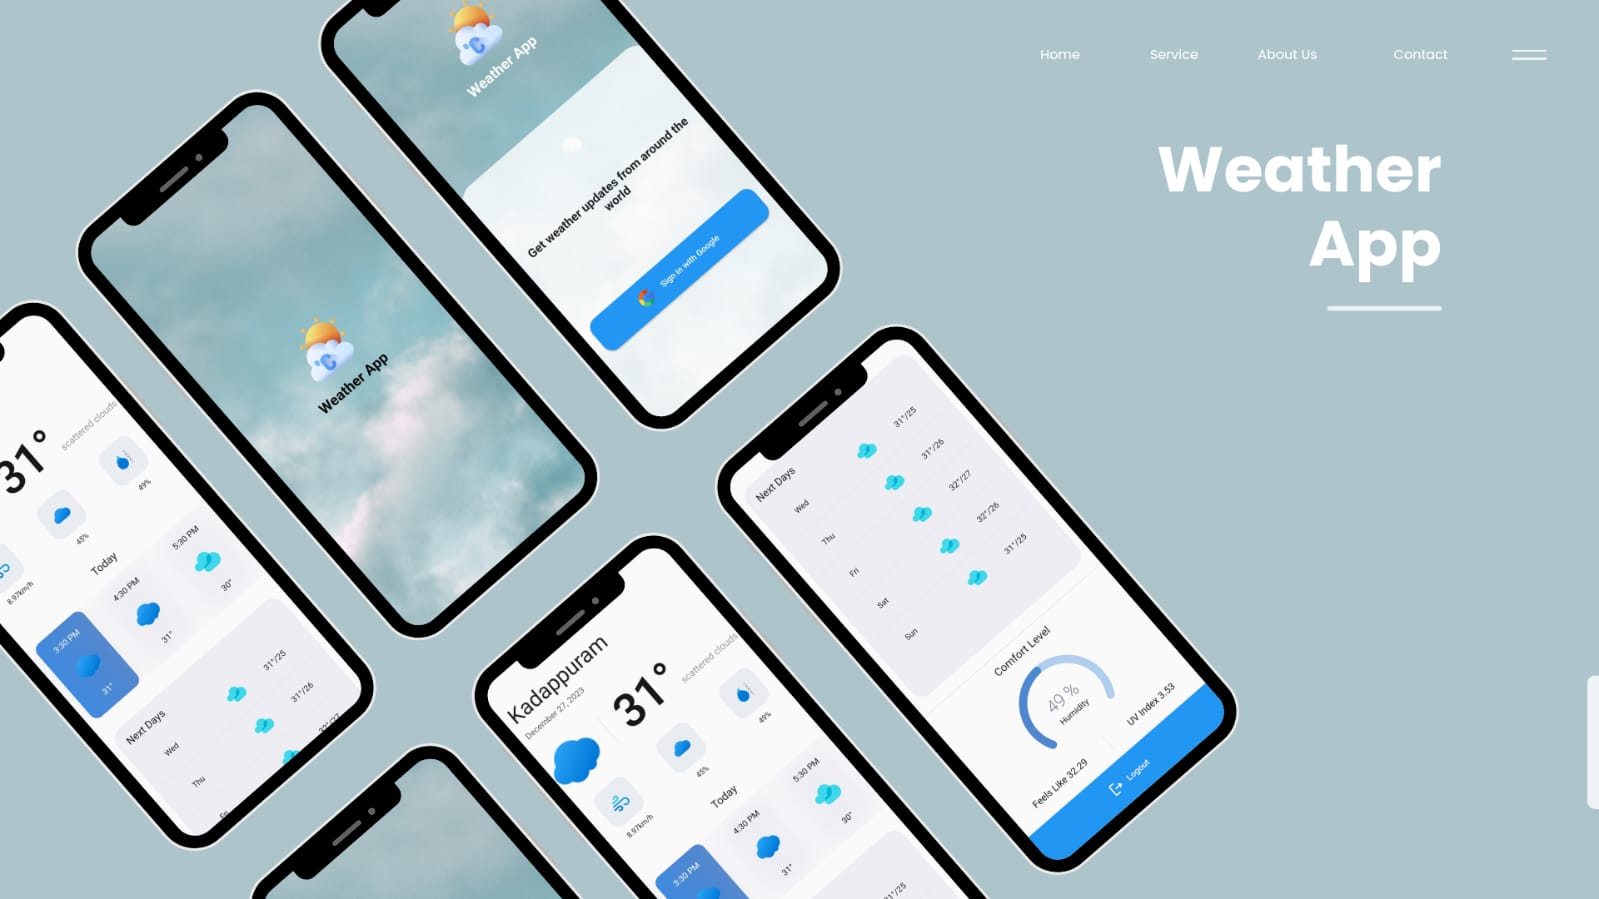 Home
Service
About Us
Contact
Weather
App
Weather App
Get weather updates from around the
world
Sign in with Google
Weather App
31°
scattered clouds
49%
45%
8.97km/h
Today
3:30 PM
31°
4:30 PM
31°
5:30 PM
30°
Next Days
Wed
31°/25
Thu
31°/26
Fri
32°/27
Kadappuram
December 27, 2023
31°
scattered clouds
8.97km/h
45%
49%
Today
3:30 PM
4:30 PM
31°
5:30 PM
30°
31°/25
Next Days
Wed
31°/25
Thu
31°/26
Fri
32°/27
Sat
32°/26
Sun
31°/25
Comfort Level
49 %
Humidity
Feels Like 32.29
UV Index 3.53
Logout